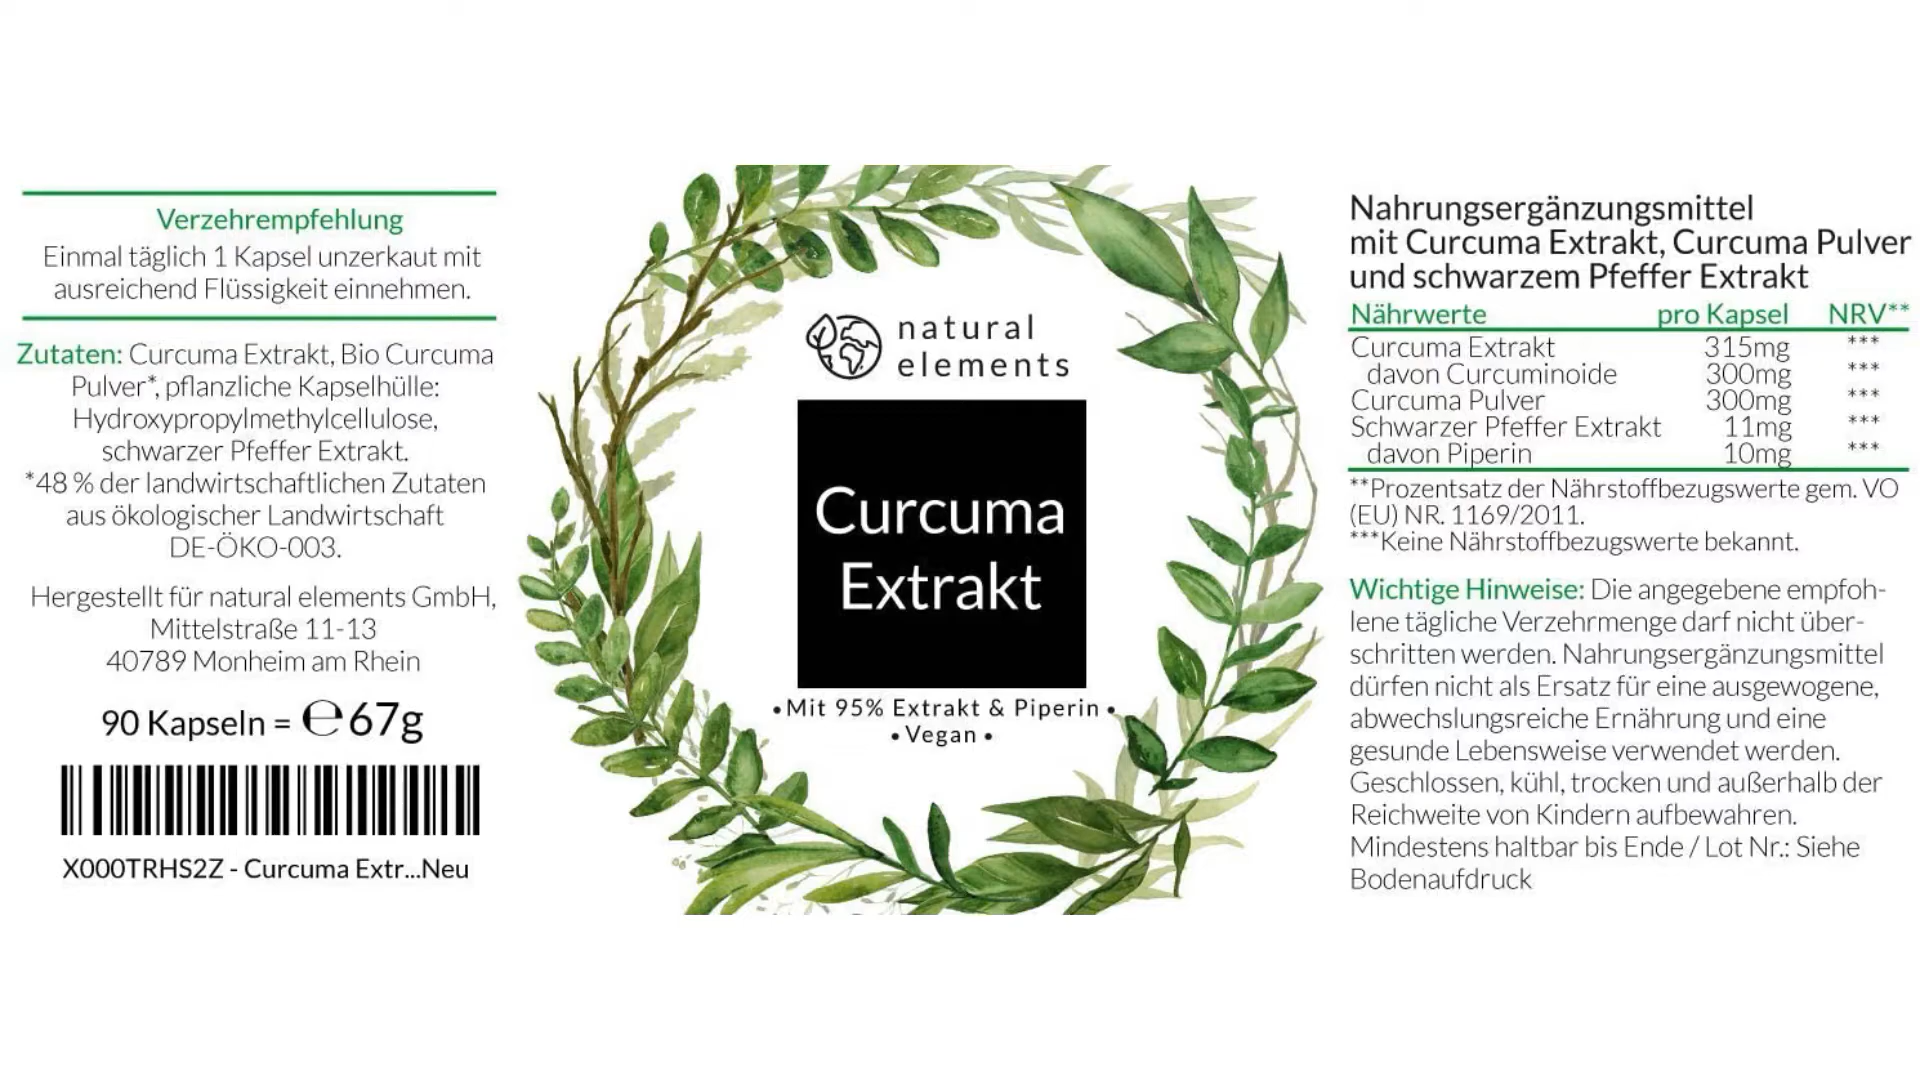 Verzehrempfehlung
Einmal täglich 1 Kapsel unzerkaut mit
ausreichend Flüssigkeit einnehmen.
Zutaten: Curcuma Extrakt, Bio Curcuma
Pulver*, pflanzliche Kapselhülle:
Hydroxypropylmethylcellulose,
schwarzer Pfeffer Extrakt.
*48 % der landwirtschaftlichen Zutaten
aus ökologischer Landwirtschaft
DE-ÖKO-003.
Hergestellt für natural elements GmbH,
Mittelstraße 11-13
40789 Monheim am Rhein
90 Kapseln = ℮67g
X000TRHS2Z - Curcuma Extr...Neu
natural
elements
Curcuma
Extrakt
• Mit 95% Extrakt & Piperin •
• Vegan •
Nahrungsergänzungsmittel
mit Curcuma Extrakt, Curcuma Pulver
und schwarzem Pfeffer Extrakt
Nährwerte pro Kapsel NRV**
Curcuma Extrakt 315mg ***
davon Curcuminoide 300mg ***
Curcuma Pulver 300mg ***
Schwarzer Pfeffer Extrakt 11mg ***
davon Piperin 10mg ***
**Prozentsatz der Nährstoffbezugswerte gem. VO
(EU) NR. 1169/2011.
***Keine Nährstoffbezugswerte bekannt.
Wichtige Hinweise: Die angegebene empfoh-
lene tägliche Verzehrmenge darf nicht über-
schritten werden. Nahrungsergänzungsmittel
dürfen nicht als Ersatz für eine ausgewogene,
abwechslungsreiche Ernährung und eine
gesunde Lebensweise verwendet werden.
Geschlossen, kühl, trocken und außerhalb der
Reichweite von Kindern aufbewahren.
Mindestens haltbar bis Ende / Lot Nr.: Siehe
Bodenaufdruck